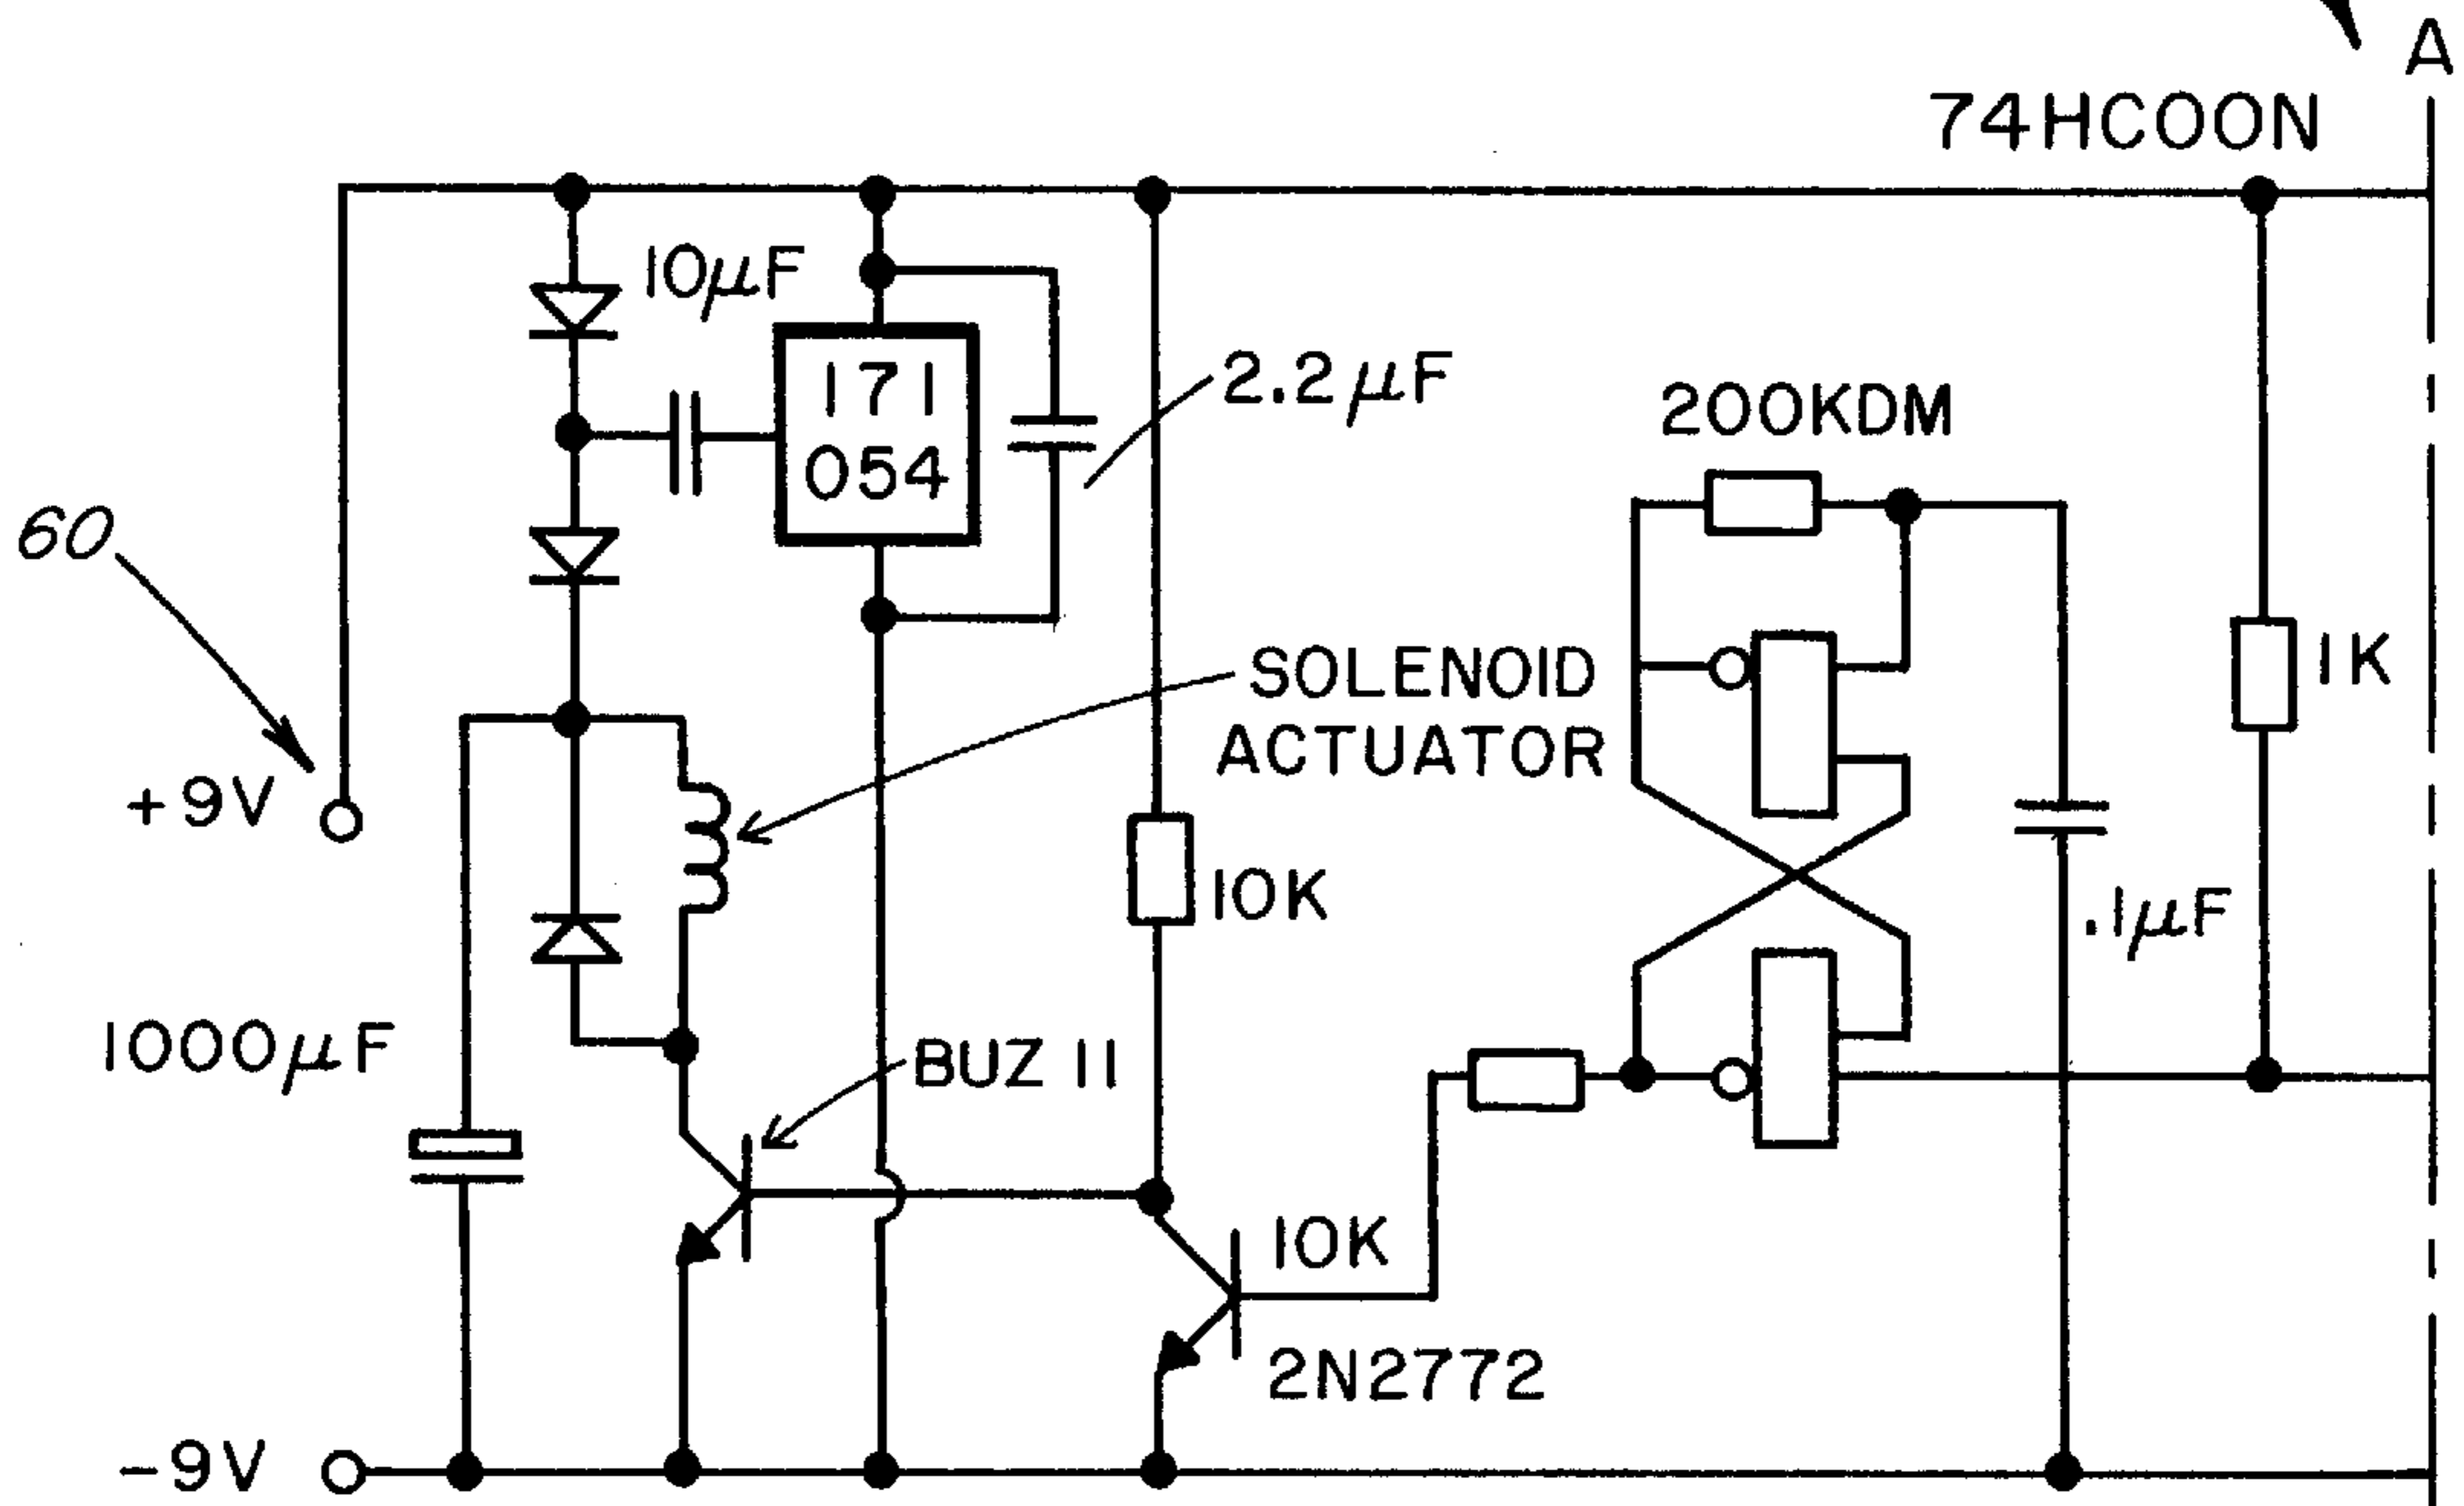 A
74HCOON
10µF
171
054
2.2µF
200KDM
60
SOLENOID
ACTUATOR
1K
+9V
10K
.1µF
1000µF
BUZ 11
10K
2N2772
-9V